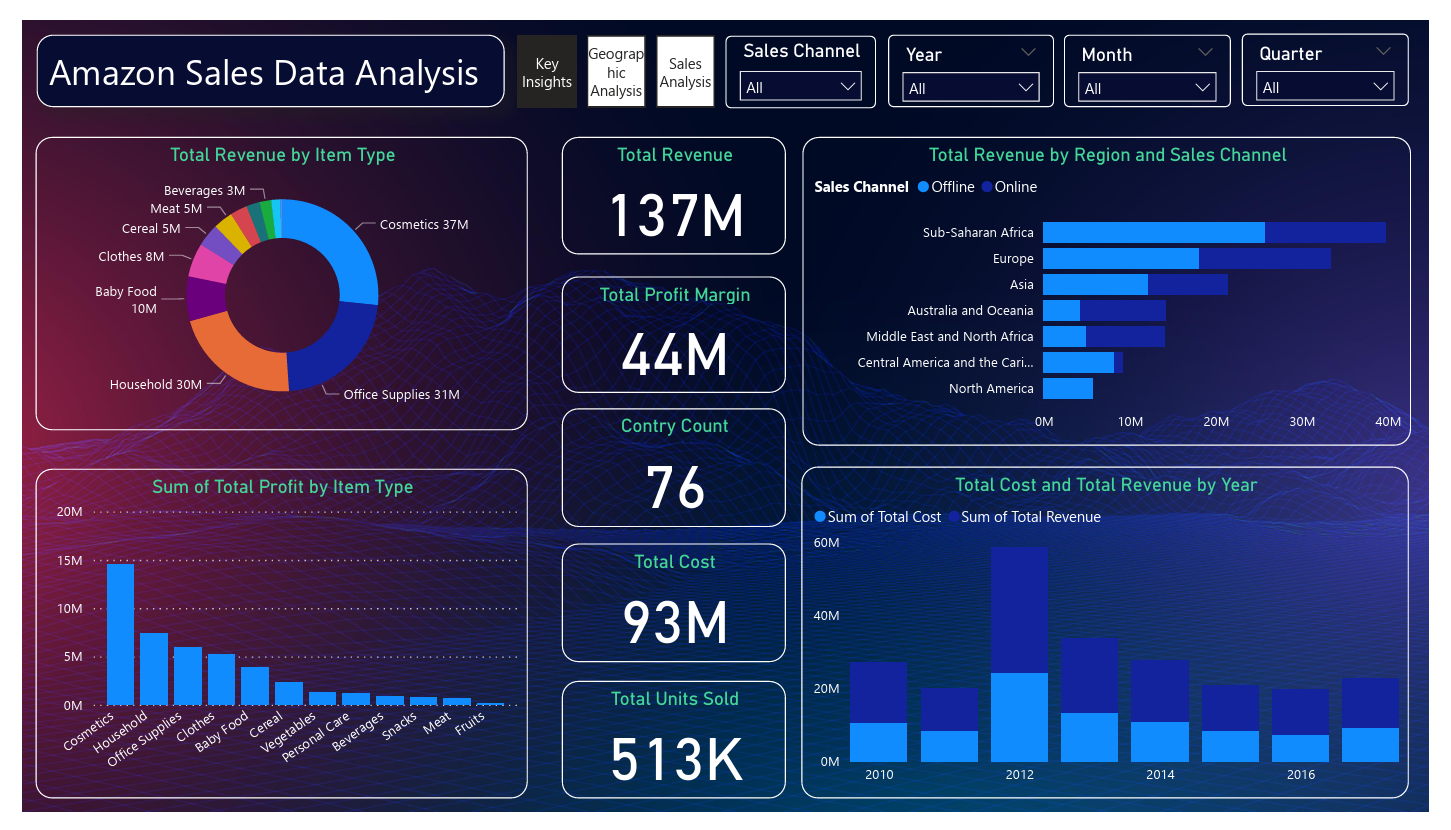 Amazon Sales Data Analysis
Key
Insights
Geograp
hic
Analysis
Sales
Analysis
Sales Channel
All
Year
All
Month
All
Quarter
All
Total Revenue by Item Type
Beverages 3M
Meat 5M
Cereal 5M
Clothes 8M
Baby Food
10M
Household 30M
Cosmetics 37M
Office Supplies 31M
Total Revenue
137M
Total Profit Margin
44M
Contry Count
76
Total Cost
93M
Total Units Sold
513K
Total Revenue by Region and Sales Channel
Sales Channel Offline Online
Sub-Saharan Africa
Europe
Asia
Australia and Oceania
Middle East and North Africa
Central America and the Cari...
North America
0M 10M 20M 30M 40M
Sum of Total Profit by Item Type
20M
15M
10M
5M
0M
Cosmetics
Household
Office Supplies
Clothes
Baby Food
Cereal
Vegetables
Personal Care
Beverages
Snacks
Meat
Fruits
Total Cost and Total Revenue by Year
Sum of Total Cost Sum of Total Revenue
60M
40M
20M
0M
2010 2012 2014 2016